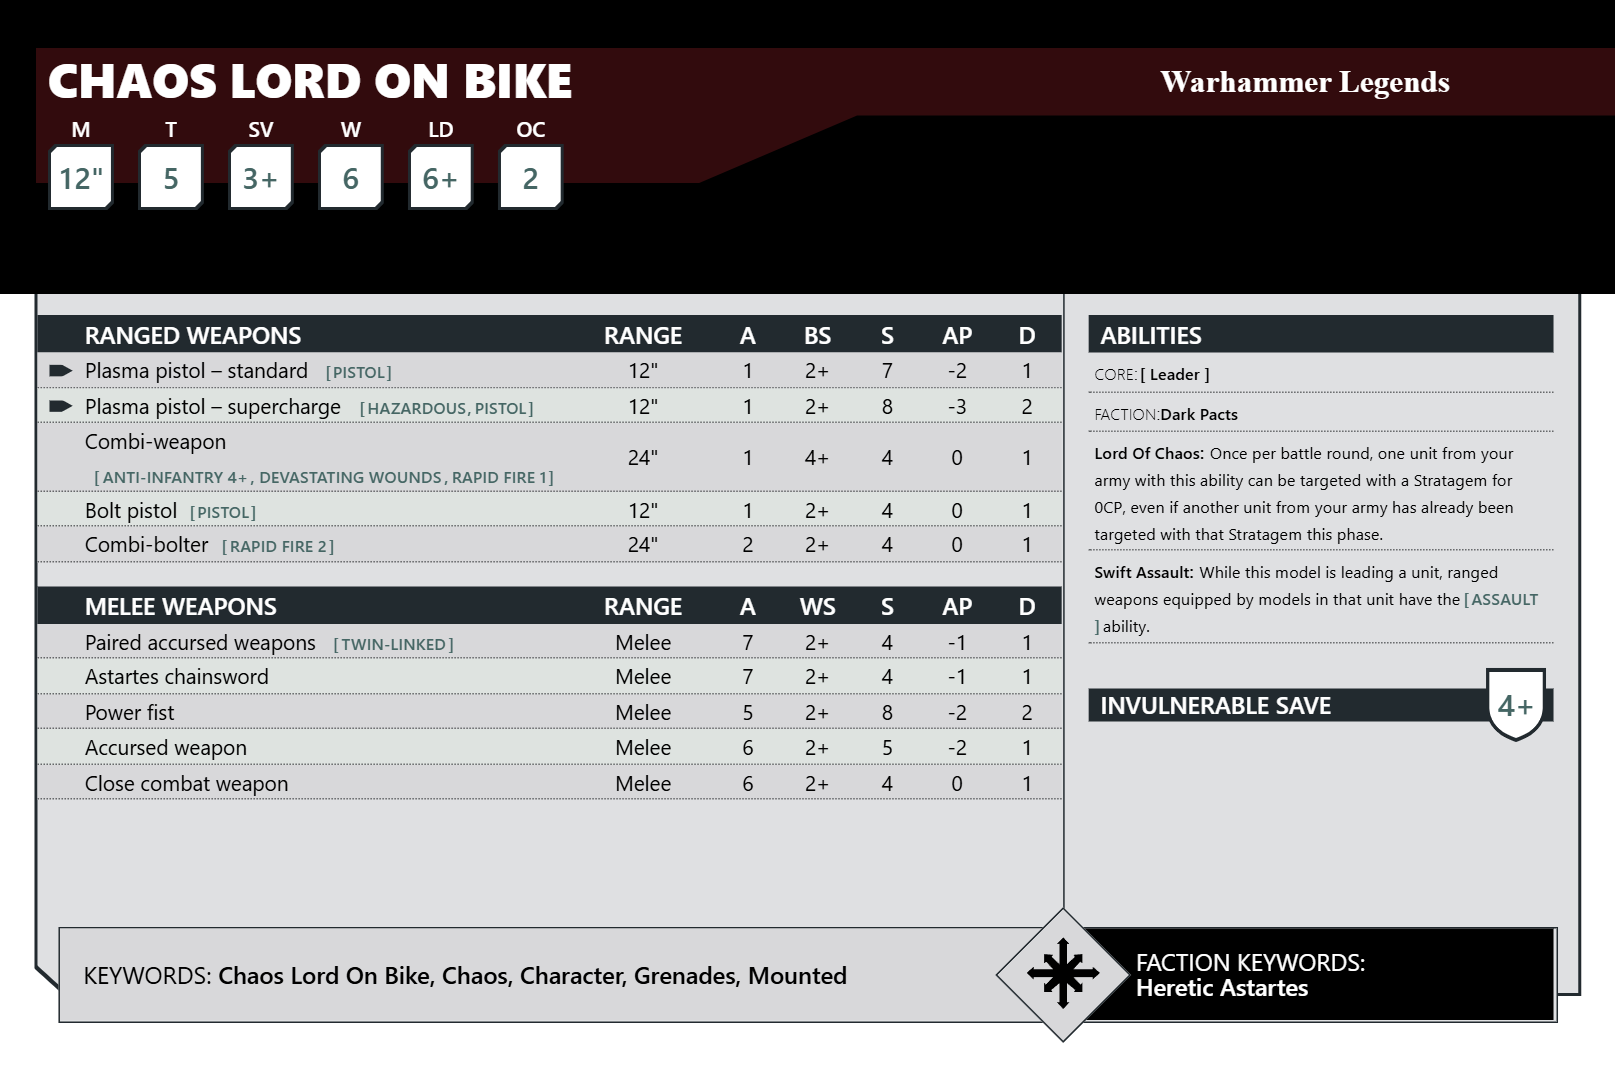 CHAOS LORD ON BIKE
Warhammer Legends
M T SV W LD OC
12" 5 3+ 6 6+ 2
RANGED WEAPONS RANGE A BS S AP D
Plasma pistol – standard [PISTOL] 12" 1 2+ 7 -2 1
Plasma pistol – supercharge [HAZARDOUS, PISTOL] 12" 1 2+ 8 -3 2
Combi-weapon
[ANTI-INFANTRY 4+, DEVASTATING WOUNDS, RAPID FIRE 1] 24" 1 4+ 4 0 1
Bolt pistol [PISTOL] 12" 1 2+ 4 0 1
Combi-bolter [RAPID FIRE 2] 24" 2 2+ 4 0 1
MELEE WEAPONS RANGE A WS S AP D
Paired accursed weapons [TWIN-LINKED] Melee 7 2+ 4 -1 1
Astartes chainsword Melee 7 2+ 4 -1 1
Power fist Melee 5 2+ 8 -2 2
Accursed weapon Melee 6 2+ 5 -2 1
Close combat weapon Melee 6 2+ 4 0 1
ABILITIES
CORE:[ Leader ]
FACTION:Dark Pacts
Lord Of Chaos: Once per battle round, one unit from your
army with this ability can be targeted with a Stratagem for
0CP, even if another unit from your army has already been
targeted with that Stratagem this phase.
Swift Assault: While this model is leading a unit, ranged
weapons equipped by models in that unit have the [ASSAULT
] ability.
INVULNERABLE SAVE 4+
KEYWORDS: Chaos Lord On Bike, Chaos, Character, Grenades, Mounted
FACTION KEYWORDS:
Heretic Astartes